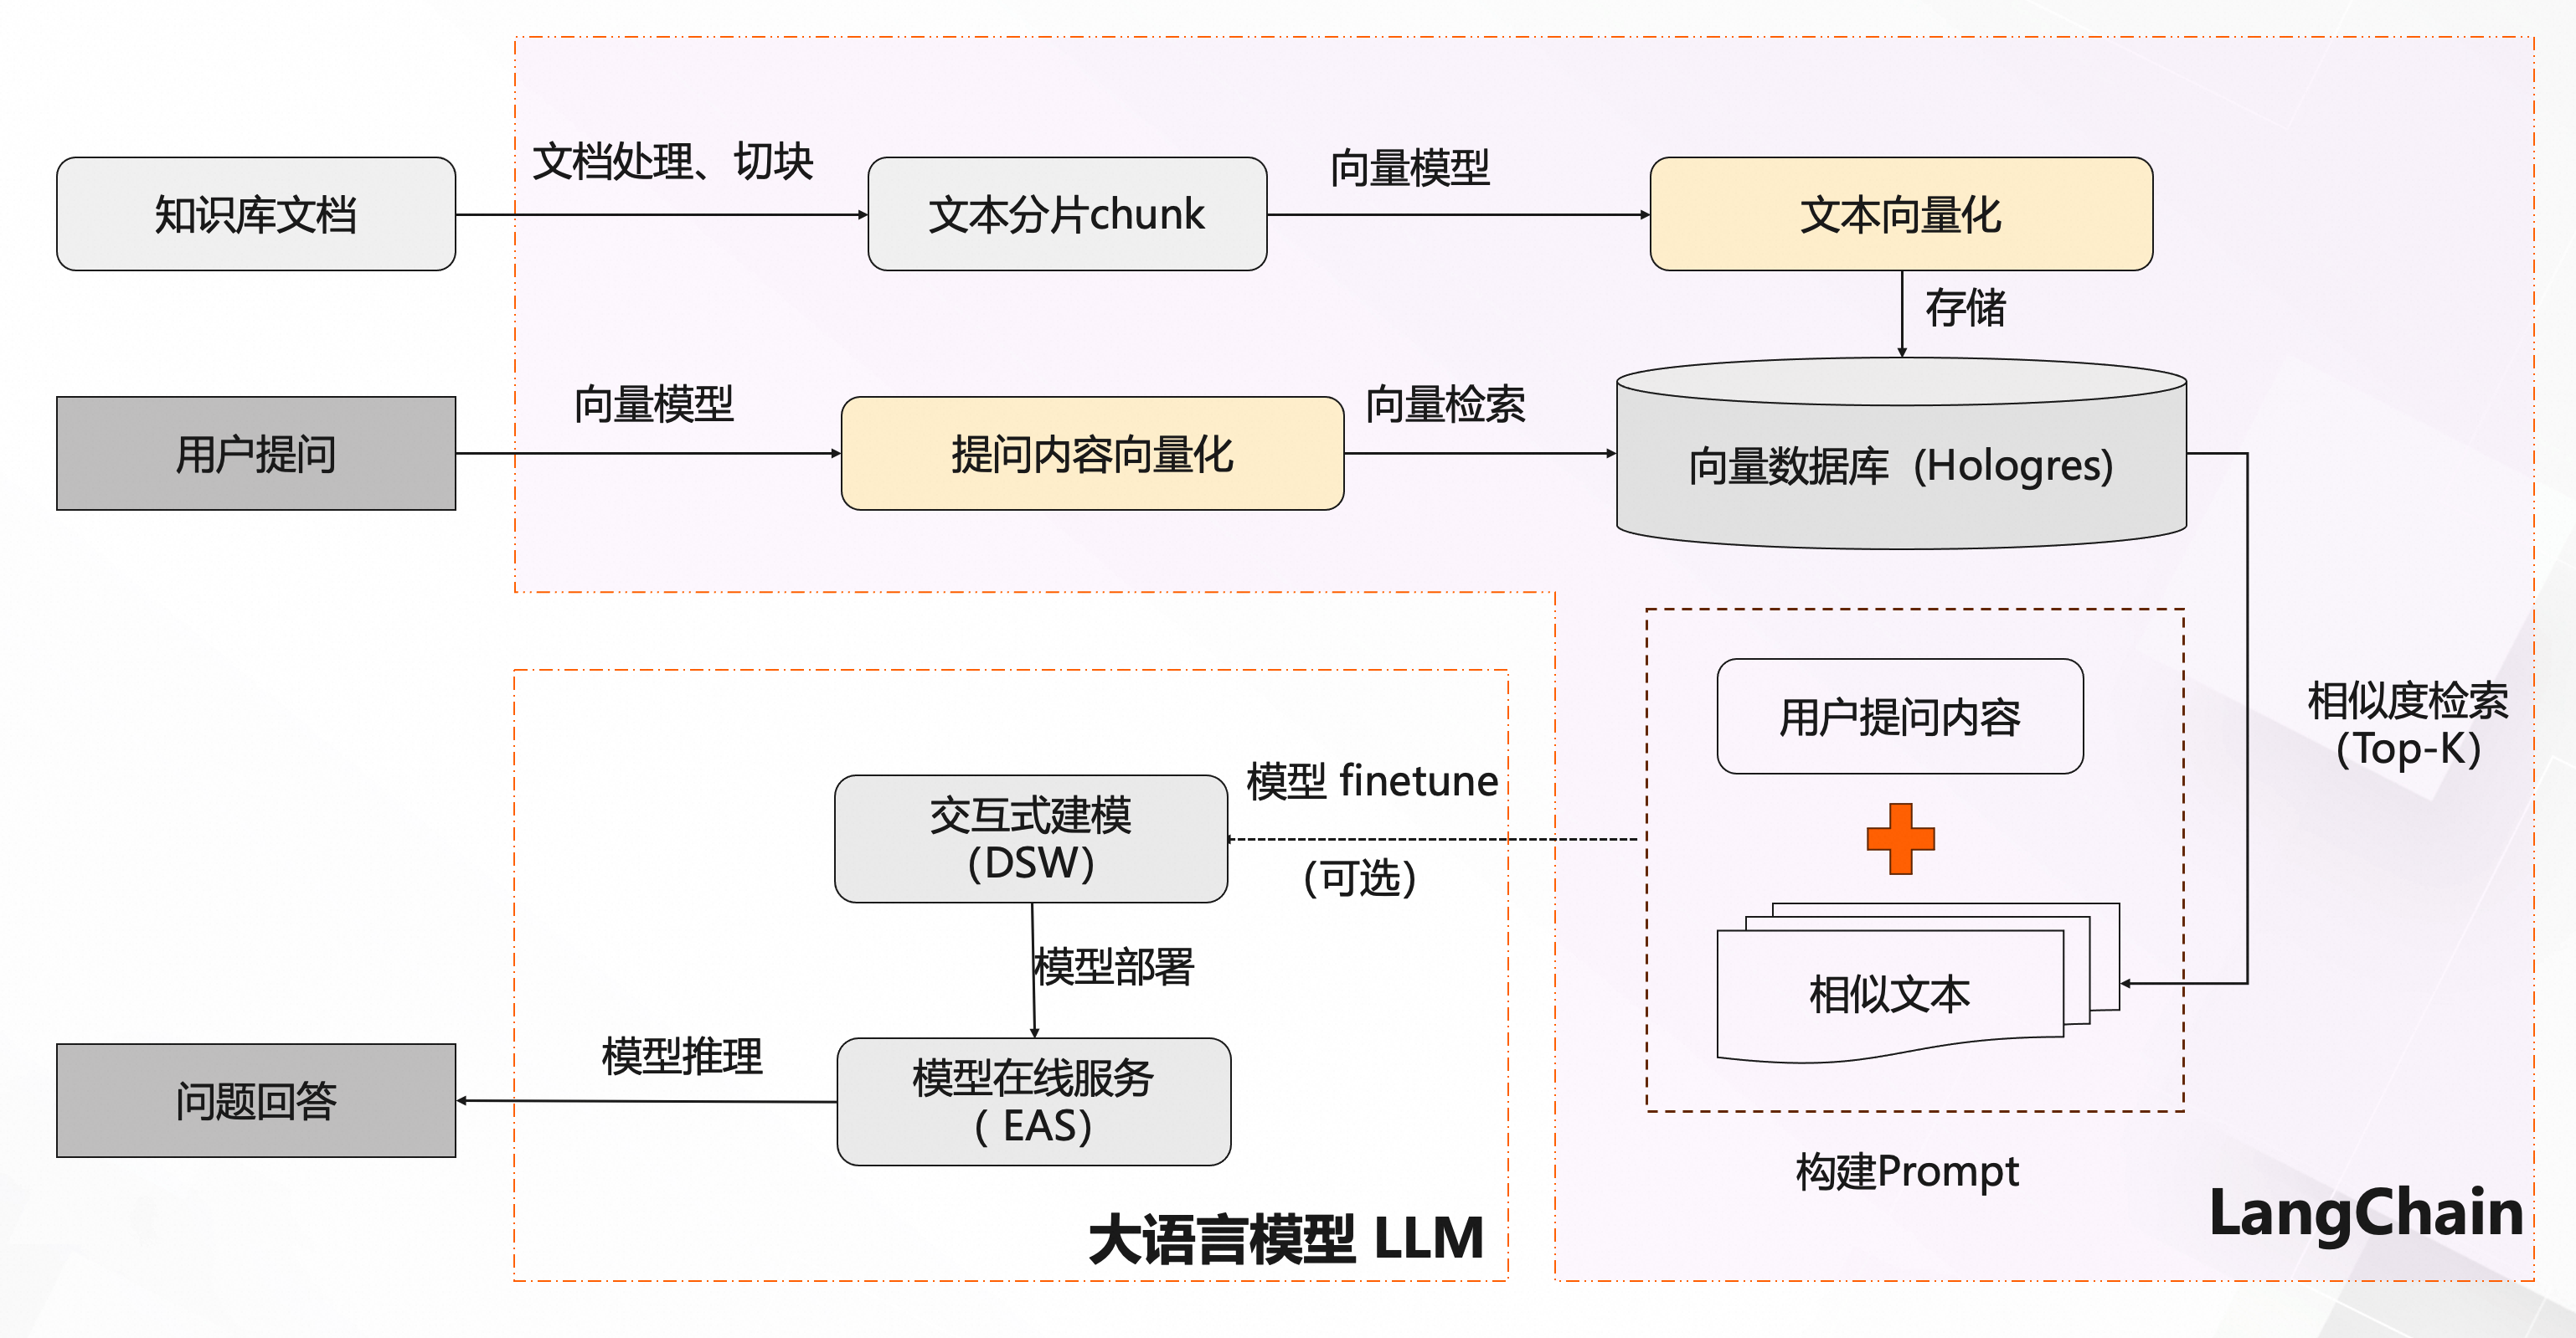 文档处理、切块
向量模型
知识库文档
文本分片chunk
文本向量化
存储
向量模型
向量检索
用户提问
提问内容向量化
向量数据库 (Hologres)
用户提问内容
相似度检索
(Top-K)
模型 finetune
交互式建模
(DSW)
(可选)
模型部署
相似文本
模型推理
模型在线服务
( EAS)
问题回答
构建Prompt
LangChain
大语言模型 LLM